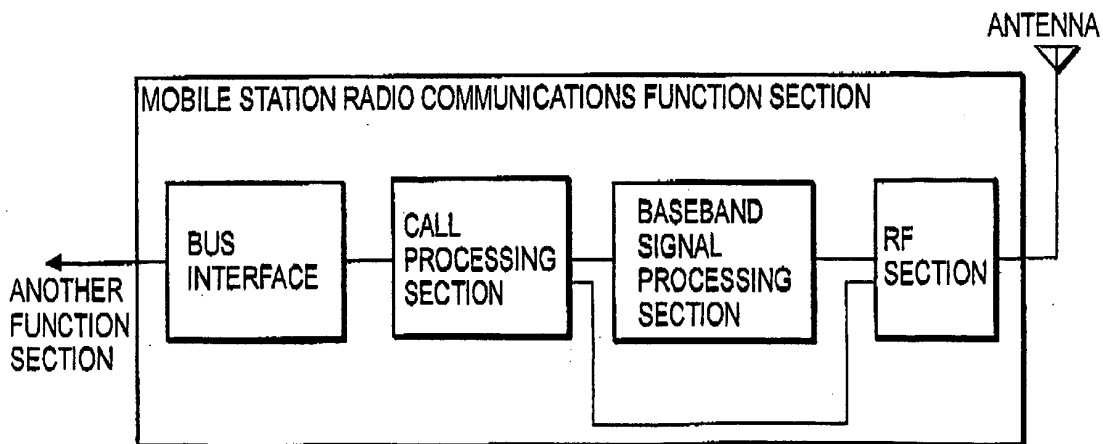 ANTENNA
MOBILE STATION RADIO COMMUNICATIONS FUNCTION SECTION
BUS
INTERFACE
CALL
PROCESSING
SECTION
BASEBAND
SIGNAL
PROCESSING
SECTION
RF
SECTION
ANOTHER
FUNCTION
SECTION